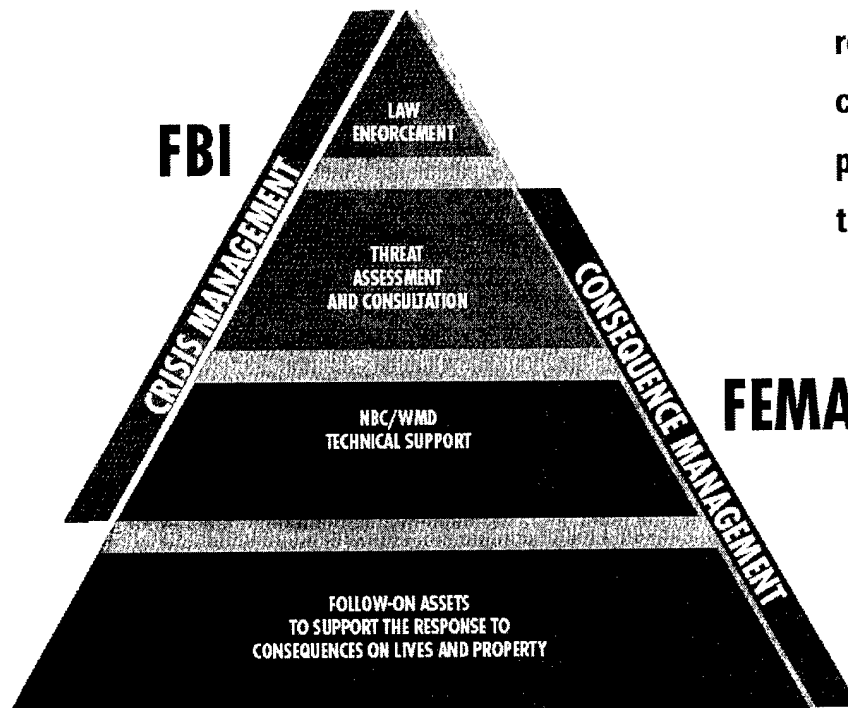 FBI
CRISIS MANAGEMENT
LAW
ENFORCEMENT
THREAT
ASSESSMENT
AND CONSULTATION
NBC/WMD
TECHNICAL SUPPORT
FOLLOW-ON ASSETS
TO SUPPORT THE RESPONSE TO
CONSEQUENCES ON LIVES AND PROPERTY
CONSEQUENCE MANAGEMENT
FEMA